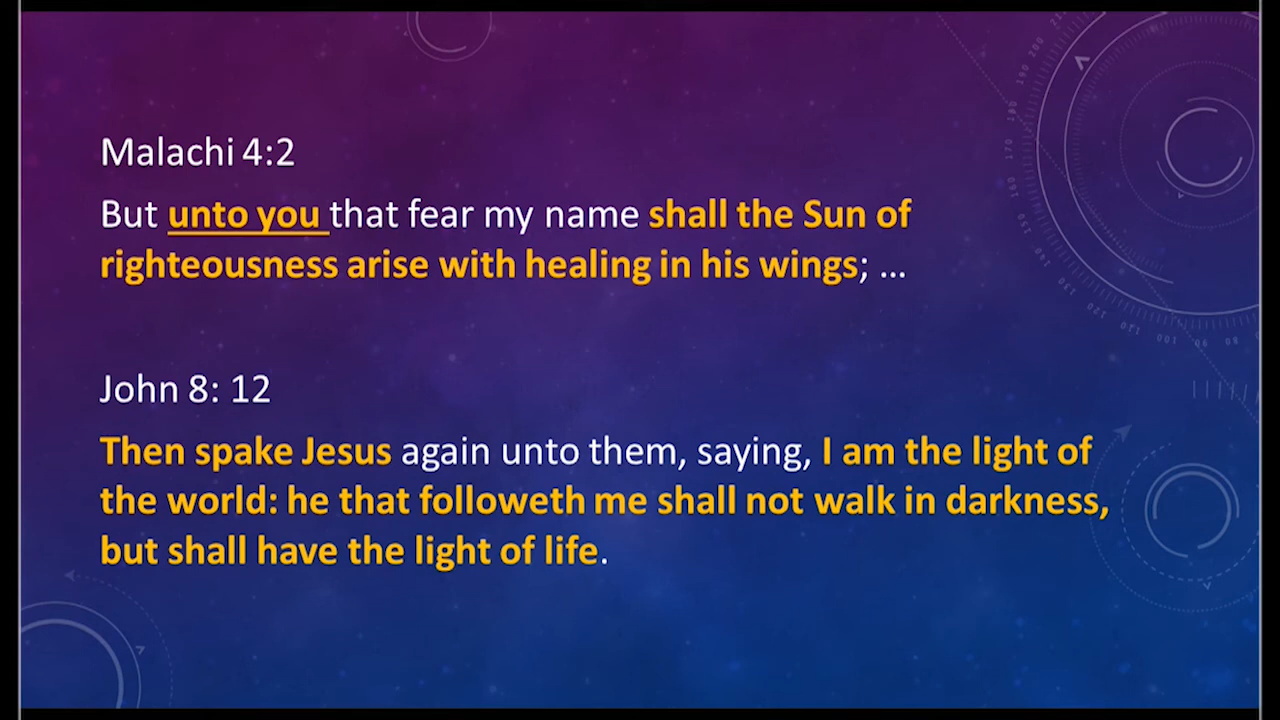 Malachi 4:2
But unto you that fear my name shall the Sun of
righteousness arise with healing in his wings; ...
John 8: 12
Then spake Jesus again unto them, saying, I am the light of
the world: he that followeth me shall not walk in darkness,
but shall have the light of life.